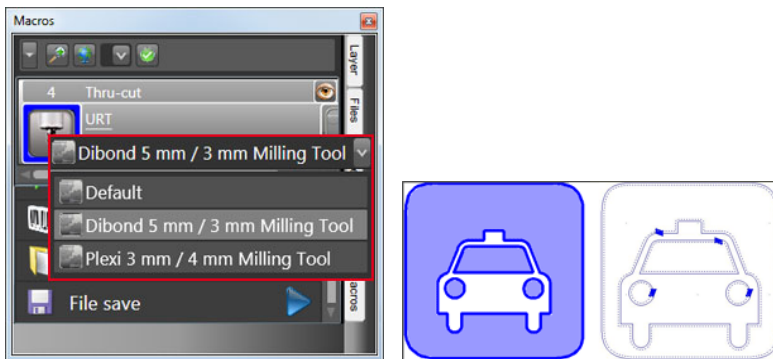 Macros
Layer
4 Thru-cut
Files
URT
Dibond 5 mm / 3 mm Milling Tool
Default
Dibond 5 mm / 3 mm Milling Tool
Plexi 3 mm / 4 mm Milling Tool
File save